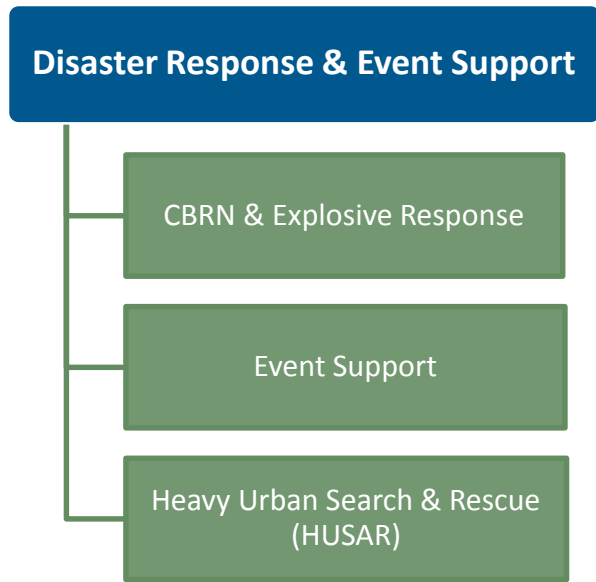 Disaster Response & Event Support
CBRN & Explosive Response
Event Support
Heavy Urban Search & Rescue
(HUSAR)